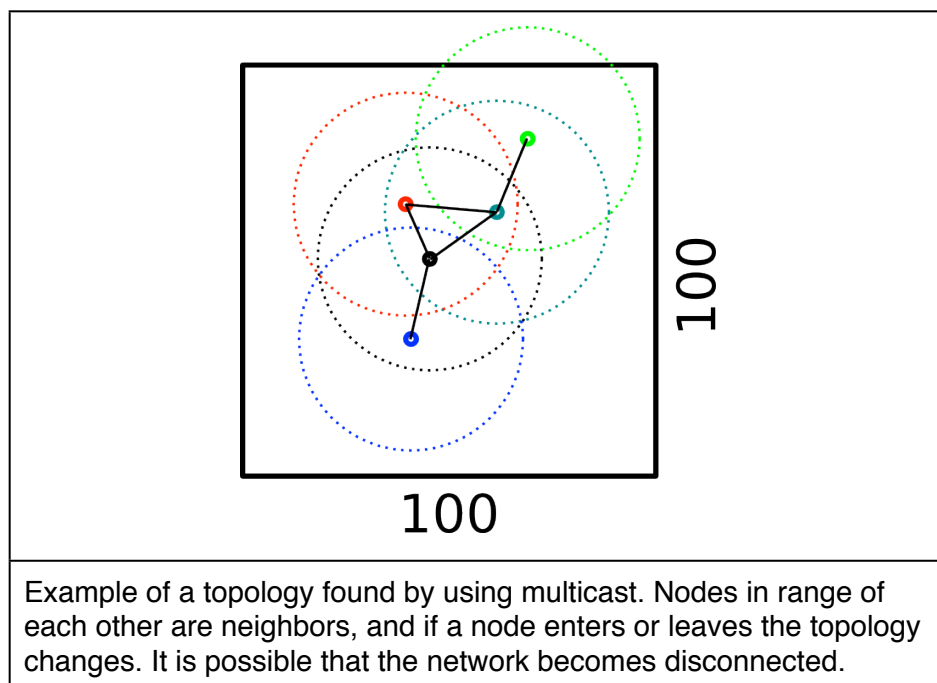 100
100
Example of a topology found by using multicast. Nodes in range of
each other are neighbors, and if a node enters or leaves the topology
changes. It is possible that the network becomes disconnected.